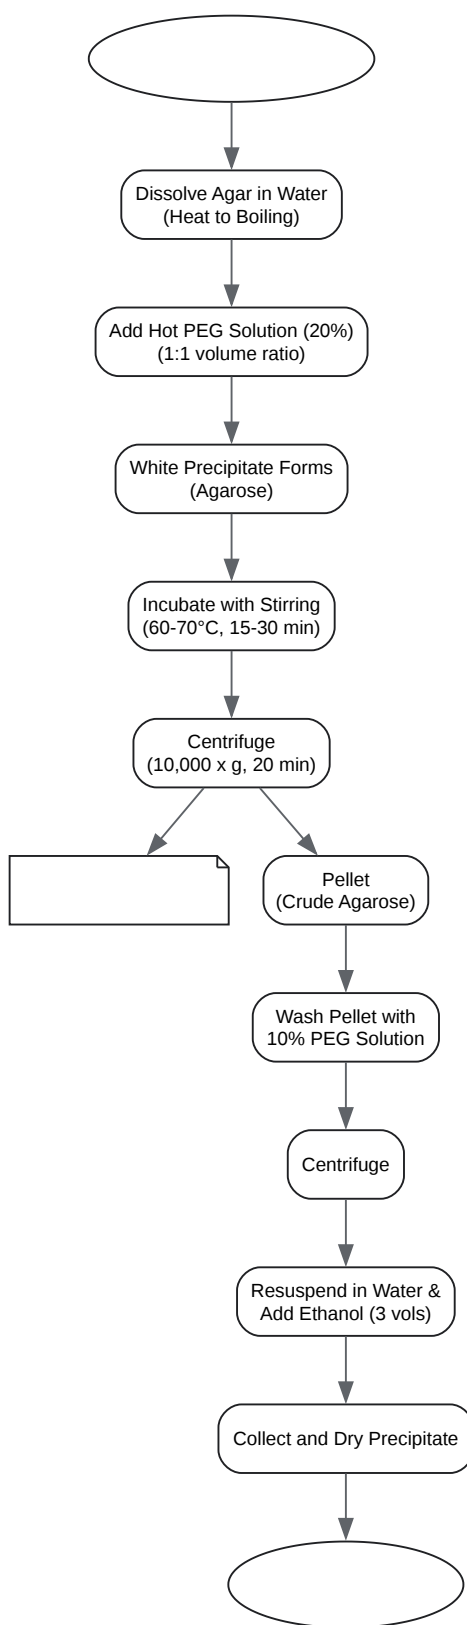 Dissolve Agar in Water
(Heat to Boiling)
Add Hot PEG Solution (20%)
(1:1 volume ratio)
White Precipitate Forms
(Agarose)
Incubate with Stirring
(60-70°C, 15-30 min)
Centrifuge
(10,000 x g, 20 min)
Pellet
(Crude Agarose)
Wash Pellet with
10% PEG Solution
Centrifuge
Resuspend in Water &
Add Ethanol (3 vols)
Collect and Dry Precipitate